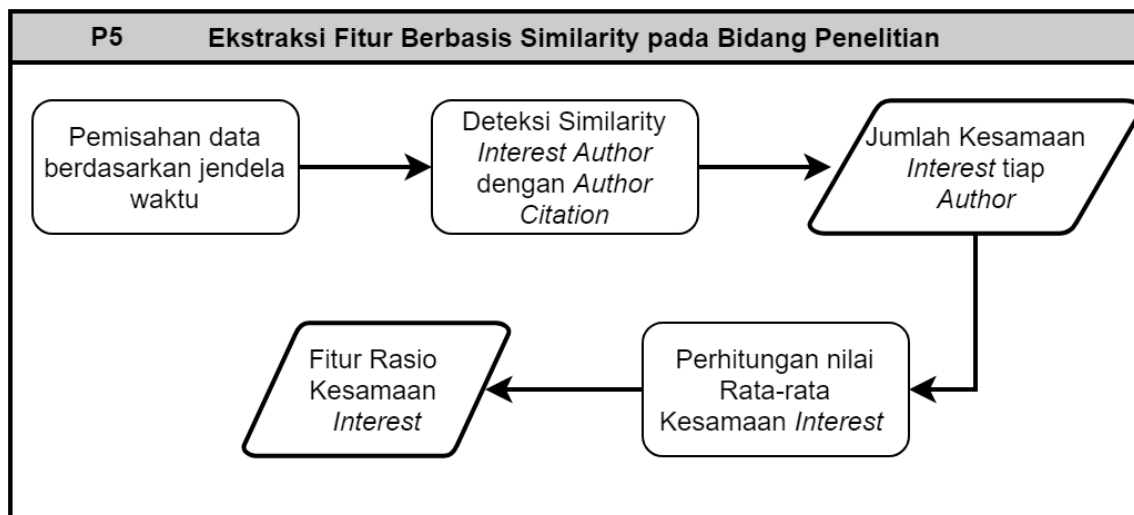 P5 Ekstraksi Fitur Berbasis Similarity pada Bidang Penelitian
Pemisahan data
berdasarkan jendela
waktu
Deteksi Similarity
Interest Author
dengan Author
Citation
Jumlah Kesamaan
Interest tiap
Author
Perhitungan nilai
Rata-rata
Kesamaan Interest
Fitur Rasio
Kesamaan
Interest